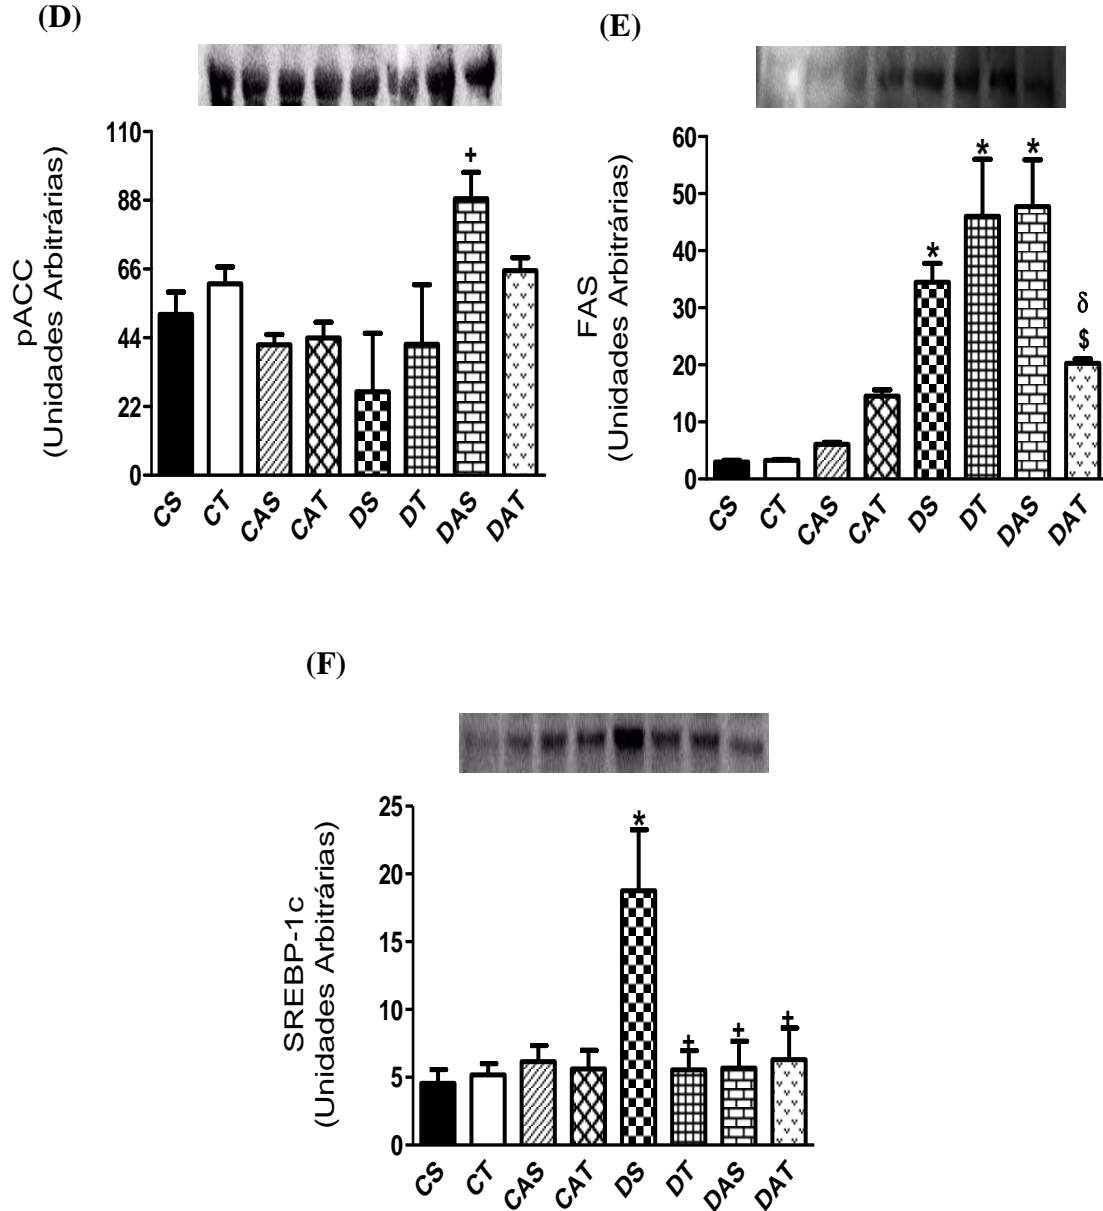 (D)
pACC
(Unidades Arbitrárias)
110
88
66
44
22
0
+
CS CT CAS CAT DS DT DAS DAT
(E)
FAS
(Unidades Arbitrárias)
60
50
40
30
20
10
0
* * *
δ
$
CS CT CAS CAT DS DT DAS DAT
(F)
SREBP-1c
(Unidades Arbitrárias)
25
20
15
10
5
0
*
+ + +
CS CT CAS CAT DS DT DAS DAT